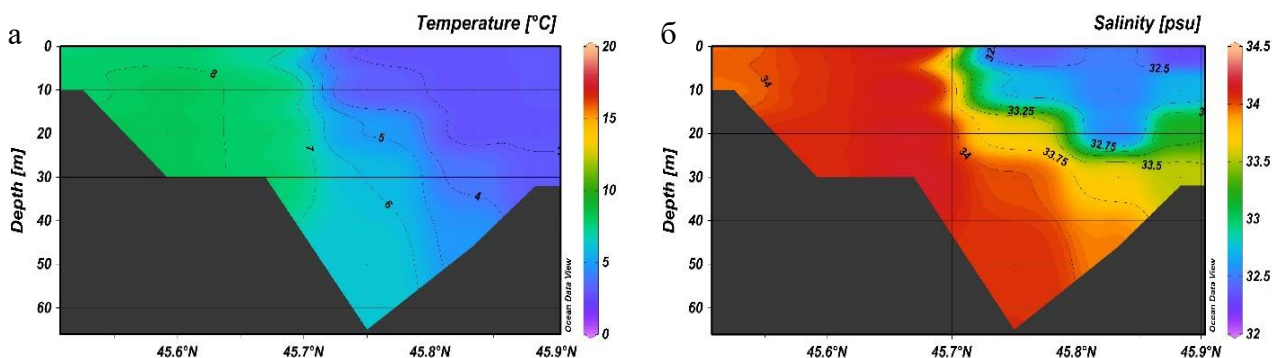 а
Temperature [°C]
0
10
20
30
40
50
60
Depth [m]
8
7
6
5
4
20
15
10
5
0
Ocean Data View
45.6°N
45.7°N
45.8°N
45.9°N
б
Salinity [psu]
0
10
20
30
40
50
60
Depth [m]
34
34
32.5
33.25
32.75
33.75
33.5
34.5
34
33.5
33
32.5
32
Ocean Data View
45.6°N
45.7°N
45.8°N
45.9°N